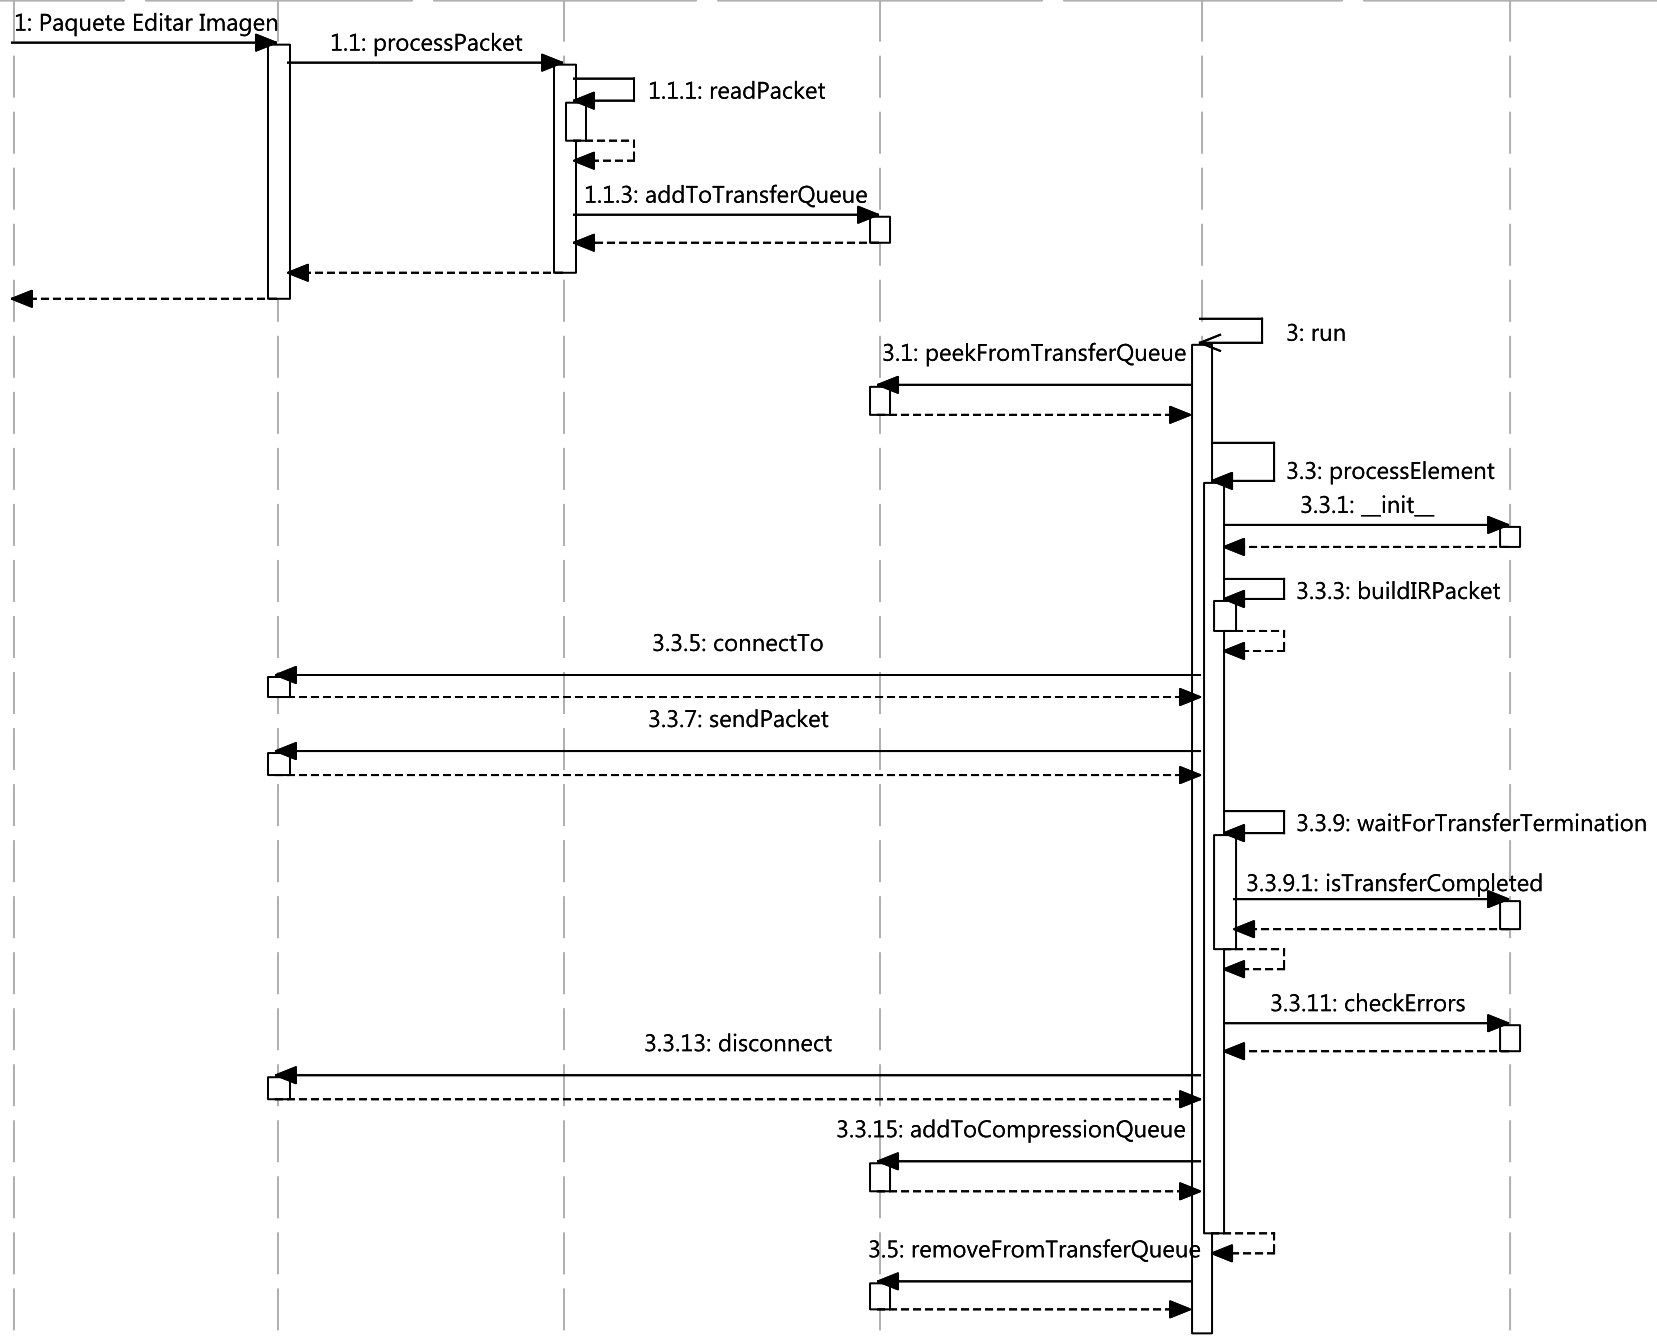 1: Paquete Editar Imagen
1.1: processPacket
1.1.1: readPacket
1.1.3: addToTransferQueue
3: run
3.1: peekFromTransferQueue
3.3: processElement
3.3.1: __init__
3.3.3: buildIRPacket
3.3.5: connectTo
3.3.7: sendPacket
3.3.9: waitForTransferTermination
3.3.9.1: isTransferCompleted
3.3.11: checkErrors
3.3.13: disconnect
3.3.15: addToCompressionQueue
3.5: removeFromTransferQueue